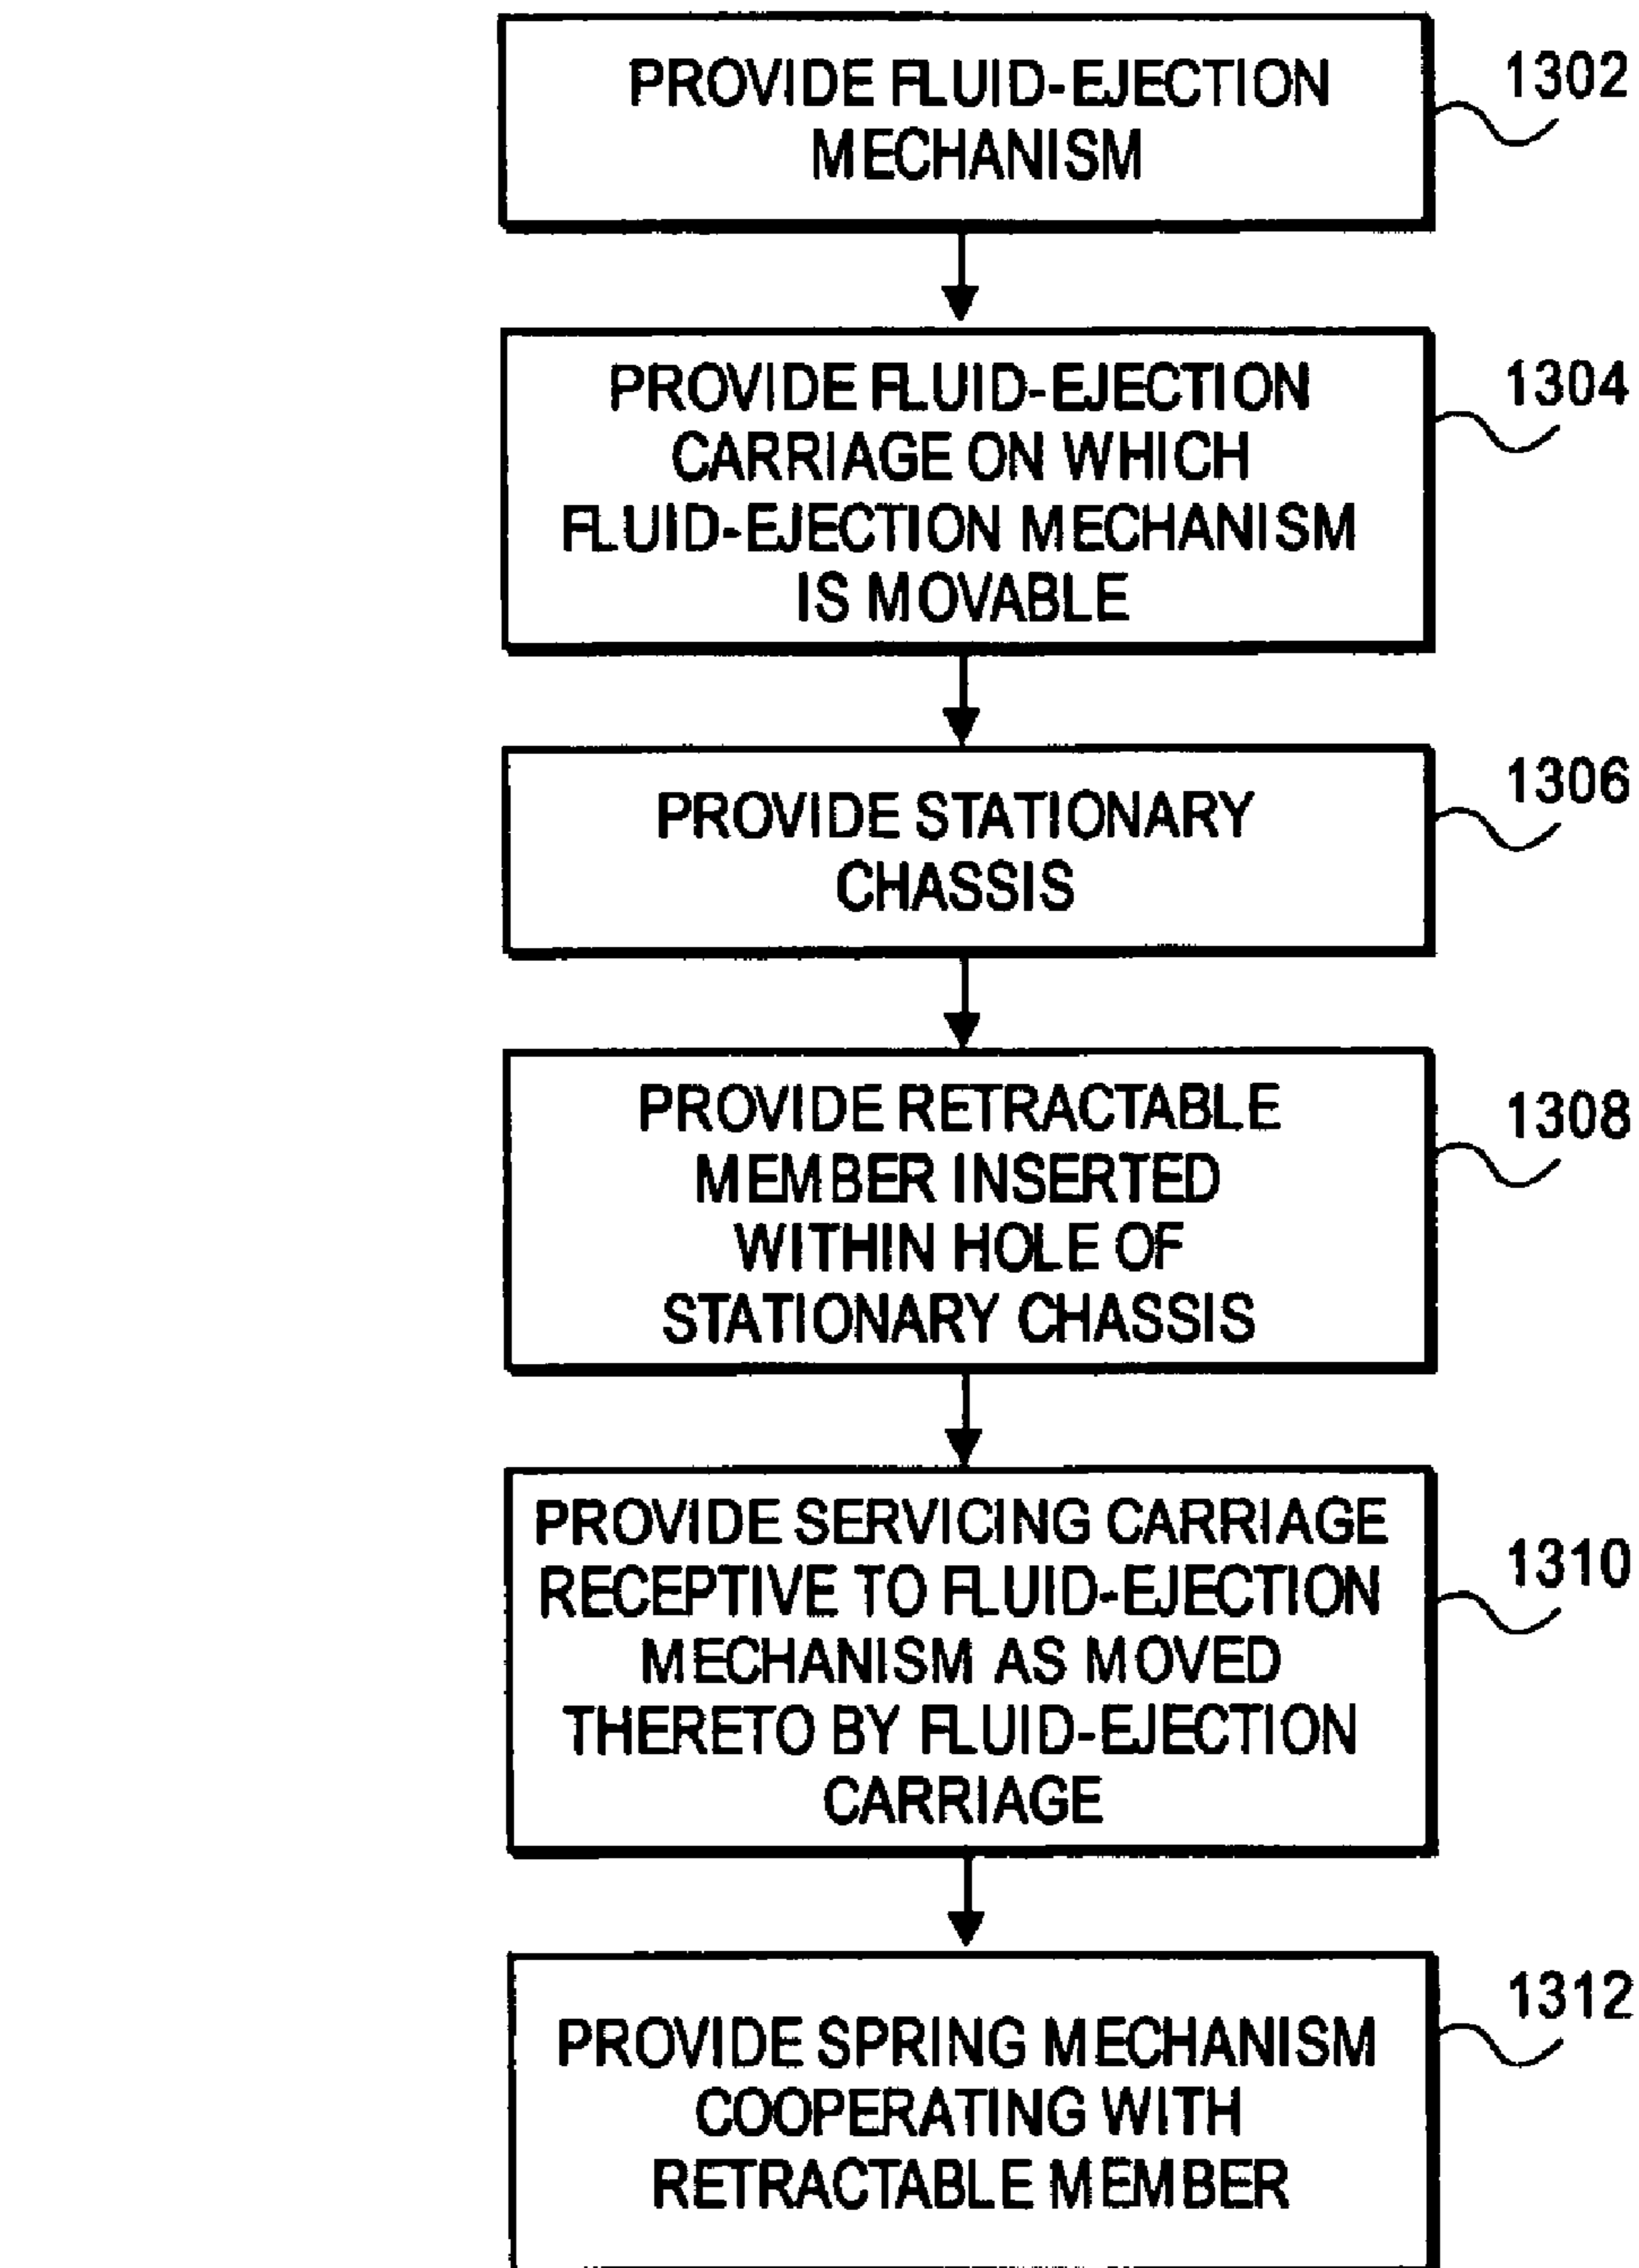 PROVIDE FLUID-EJECTION
MECHANISM
1302
PROVIDE FLUID-EJECTION
CARRIAGE ON WHICH
FLUID-EJECTION MECHANISM
IS MOVABLE
1304
PROVIDE STATIONARY
CHASSIS
1306
PROVIDE RETRACTABLE
MEMBER INSERTED
WITHIN HOLE OF
STATIONARY CHASSIS
1308
PROVIDE SERVICING CARRIAGE
RECEPTIVE TO FLUID-EJECTION
MECHANISM AS MOVED
THERETO BY FLUID-EJECTION
CARRIAGE
1310
PROVIDE SPRING MECHANISM
COOPERATING WITH
RETRACTABLE MEMBER
1312